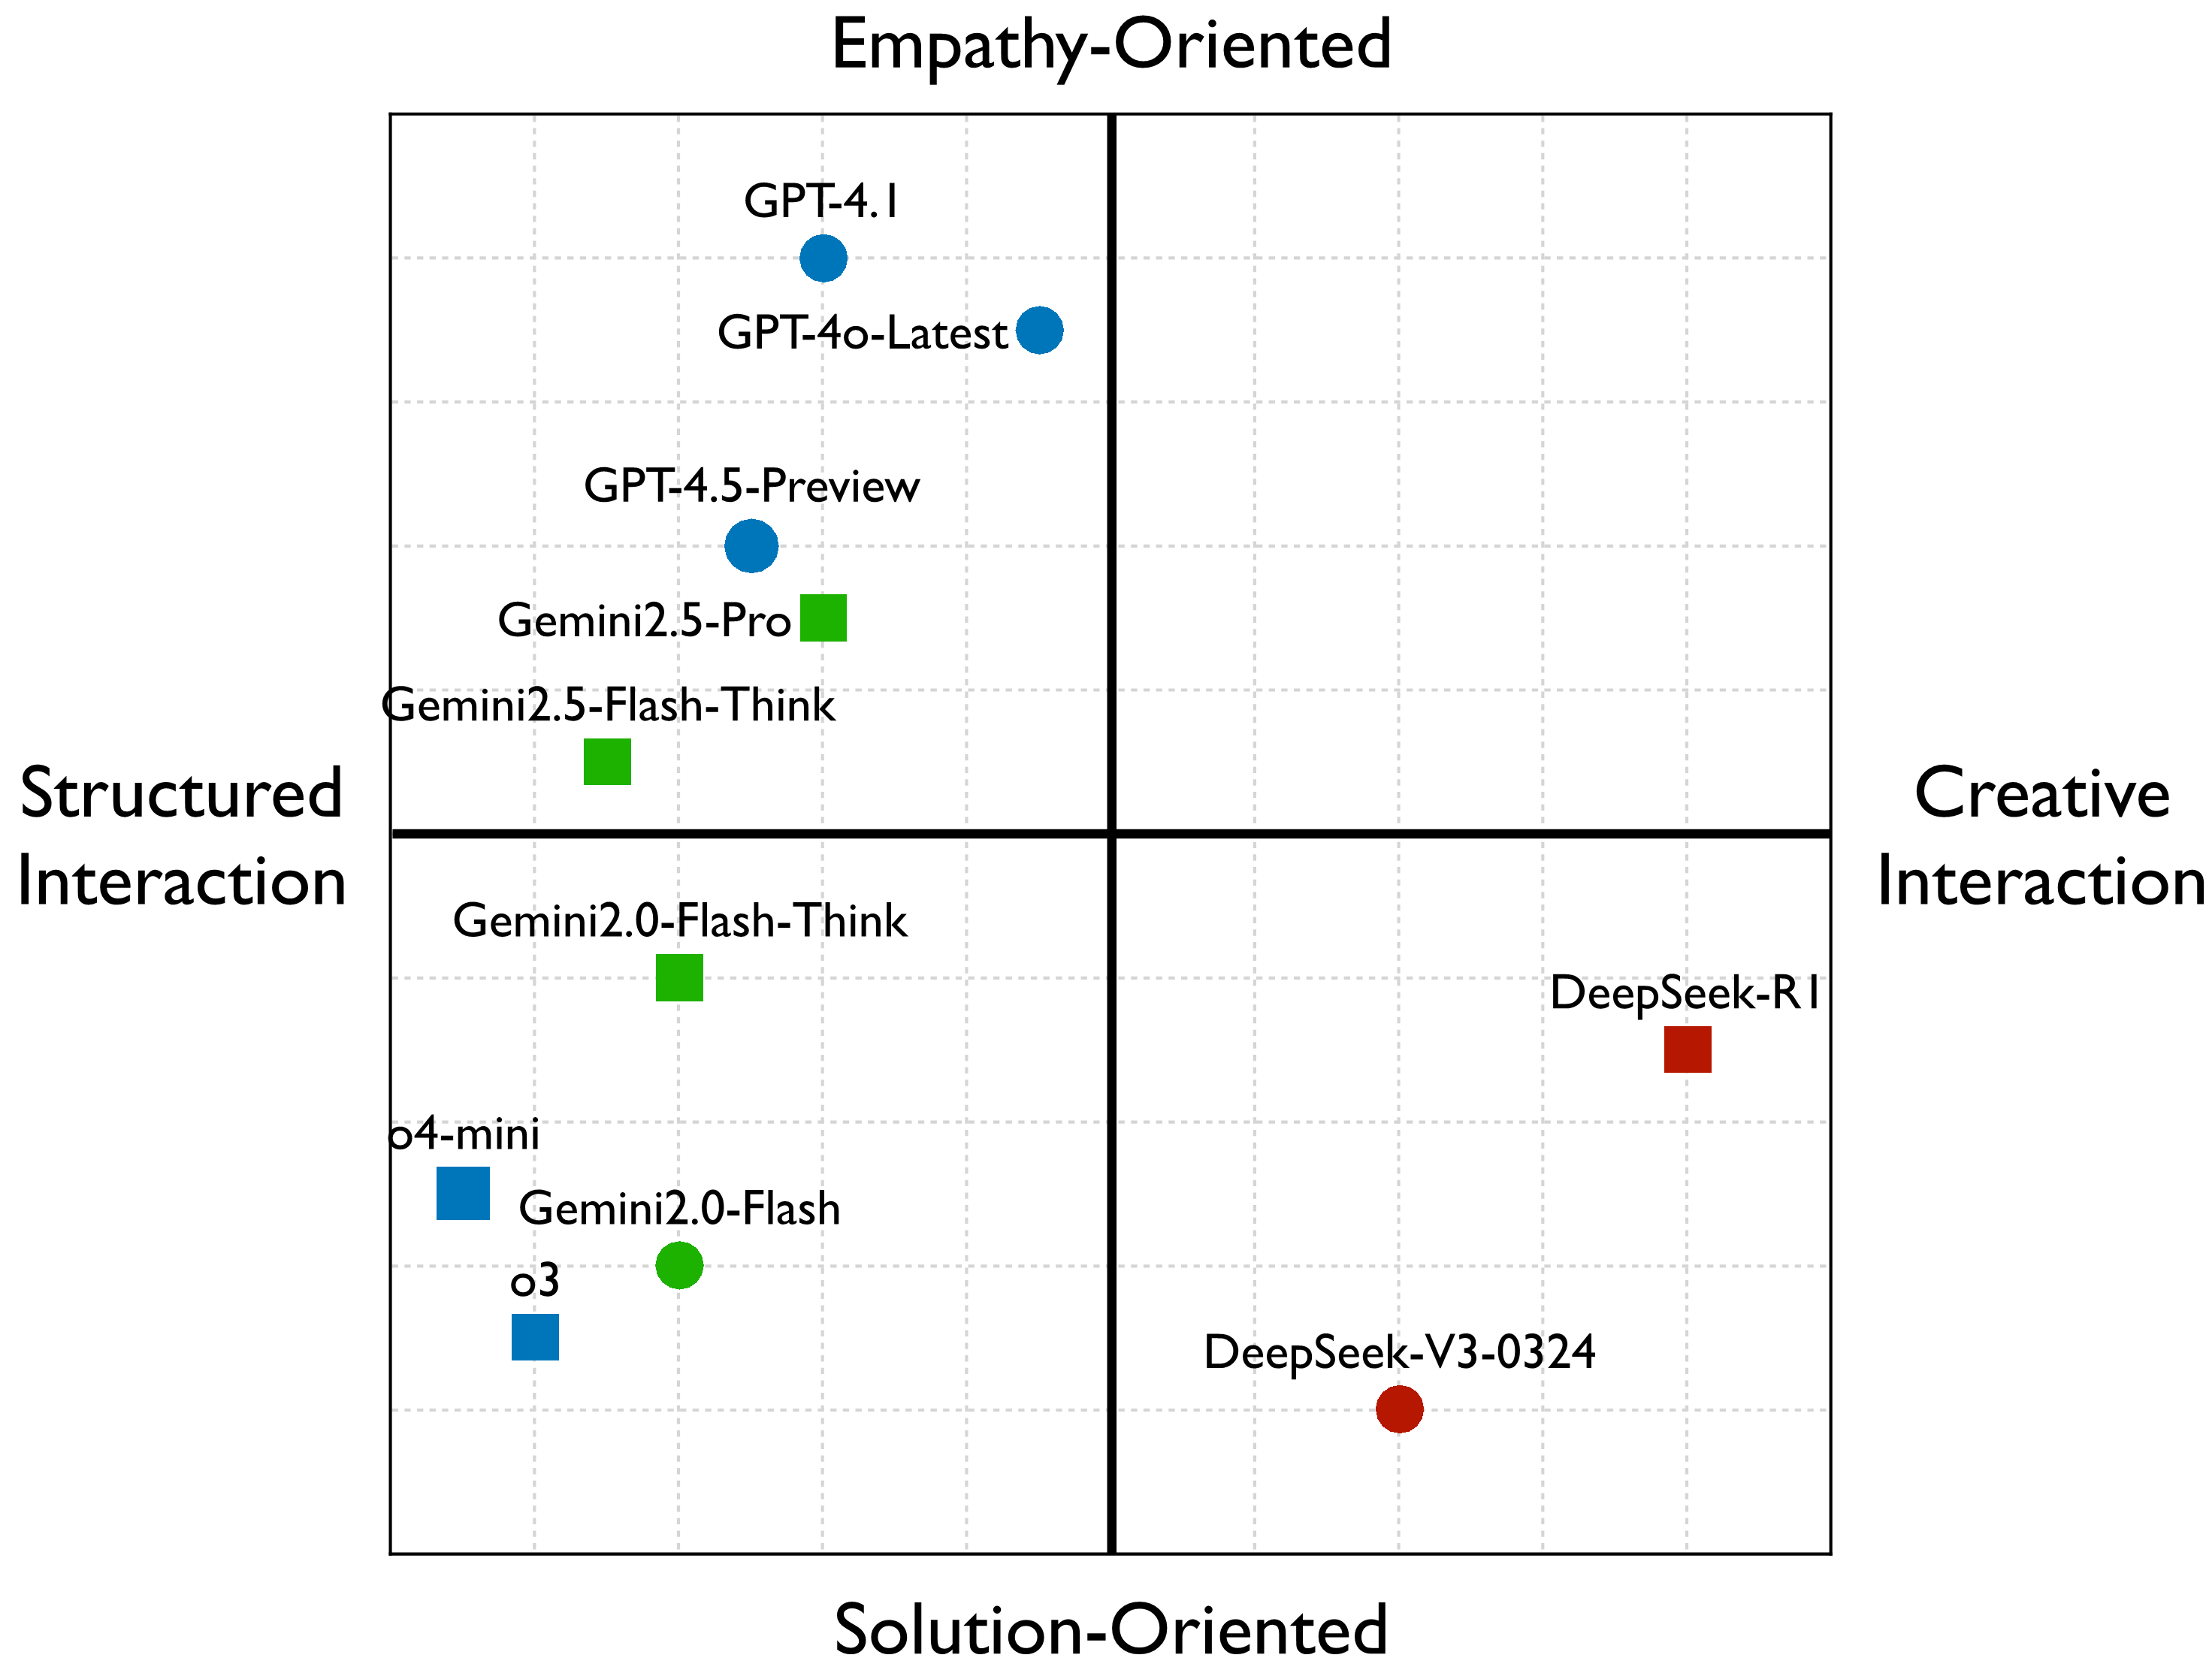 Empathy-Oriented
GPT-4.1
GPT-4o-Latest
GPT-4.5-Preview
Gemini2.5-Pro
Gemini2.5-Flash-Think
Structured
Interaction
Creative
Interaction
Gemini2.0-Flash-Think
DeepSeek-R1
o4-mini
Gemini2.0-Flash
o3
DeepSeek-V3-0324
Solution-Oriented